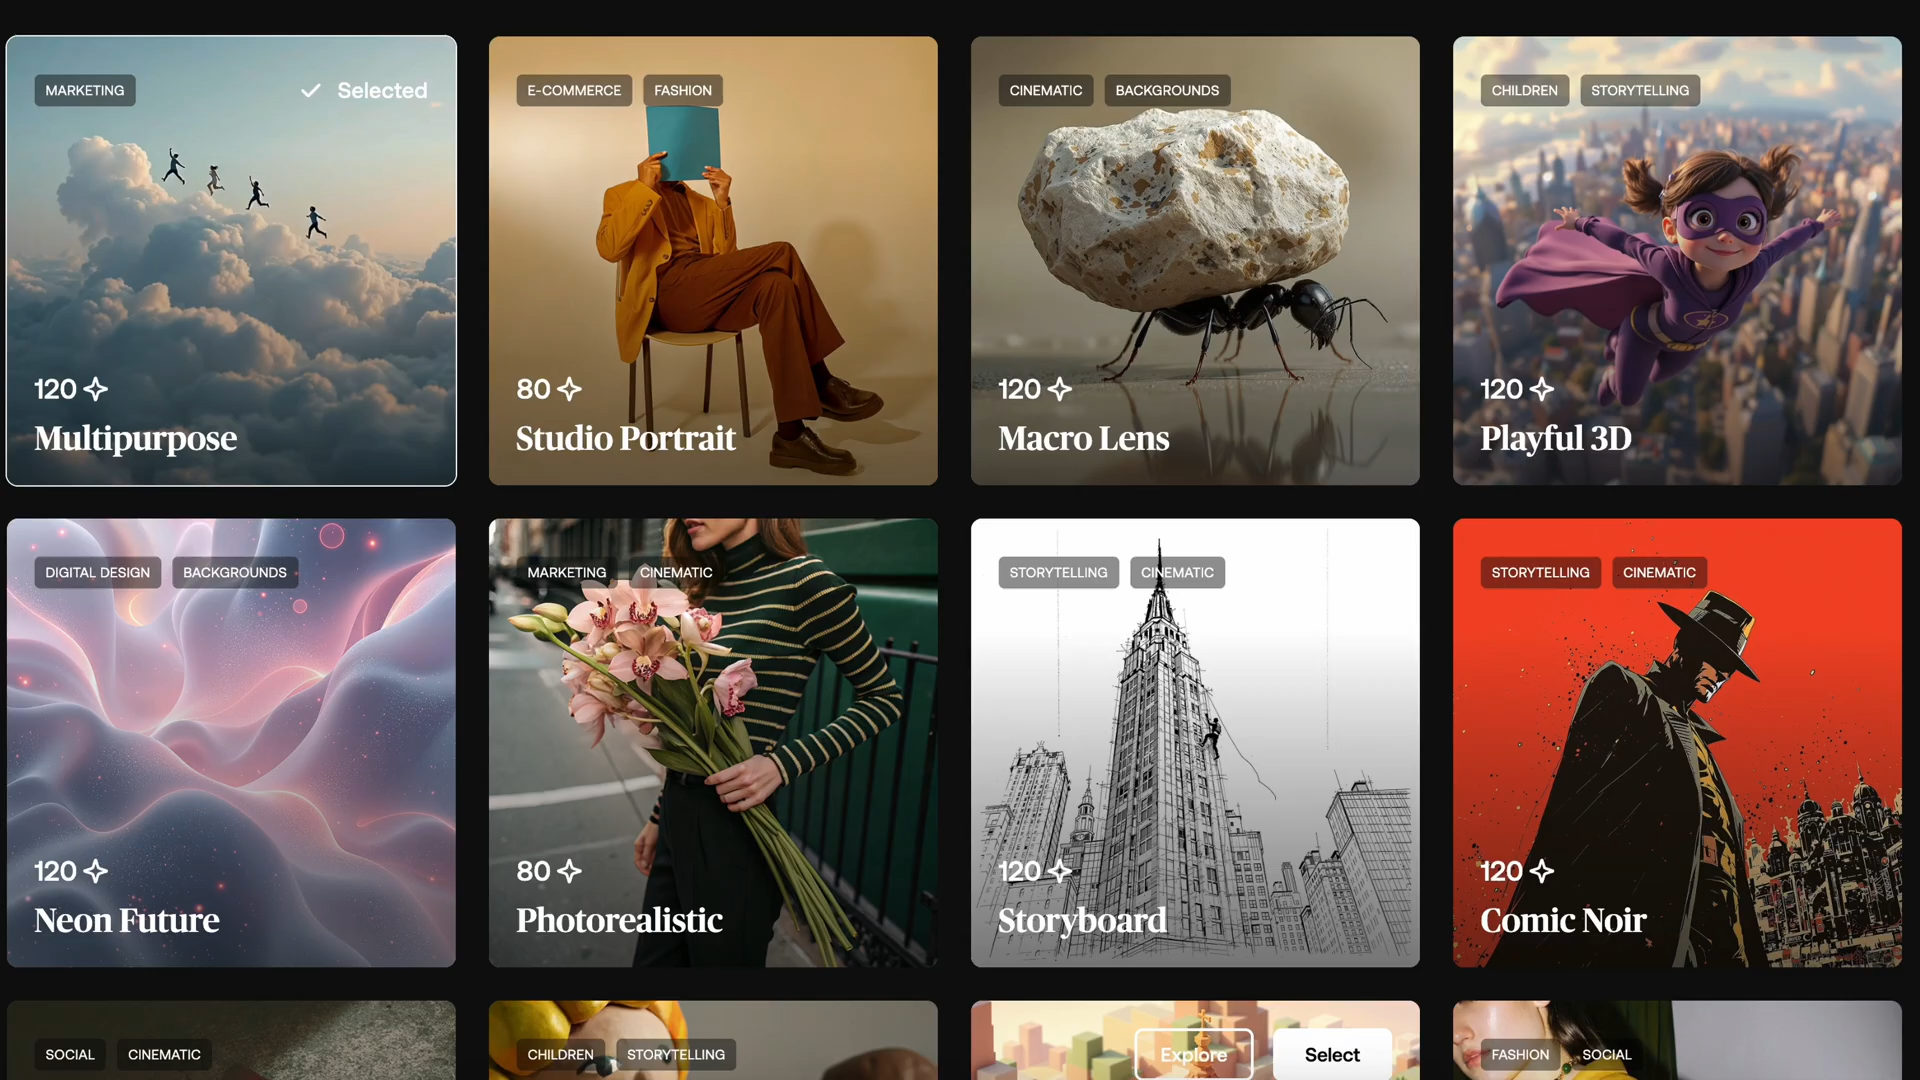 MARKETING
Selected
E-COMMERCE
FASHION
CINEMATIC
BACKGROUNDS
CHILDREN
STORYTELLING
120
Multipurpose
80
Studio Portrait
120
Macro Lens
120
Playful 3D
DIGITAL DESIGN
BACKGROUNDS
MARKETING
CINEMATIC
STORYTELLING
CINEMATIC
STORYTELLING
CINEMATIC
120
Neon Future
80
Photorealistic
120
Storyboard
120
Comic Noir
SOCIAL
CINEMATIC
CHILDREN
STORYTELLING
Explore
Select
FASHION
SOCIAL